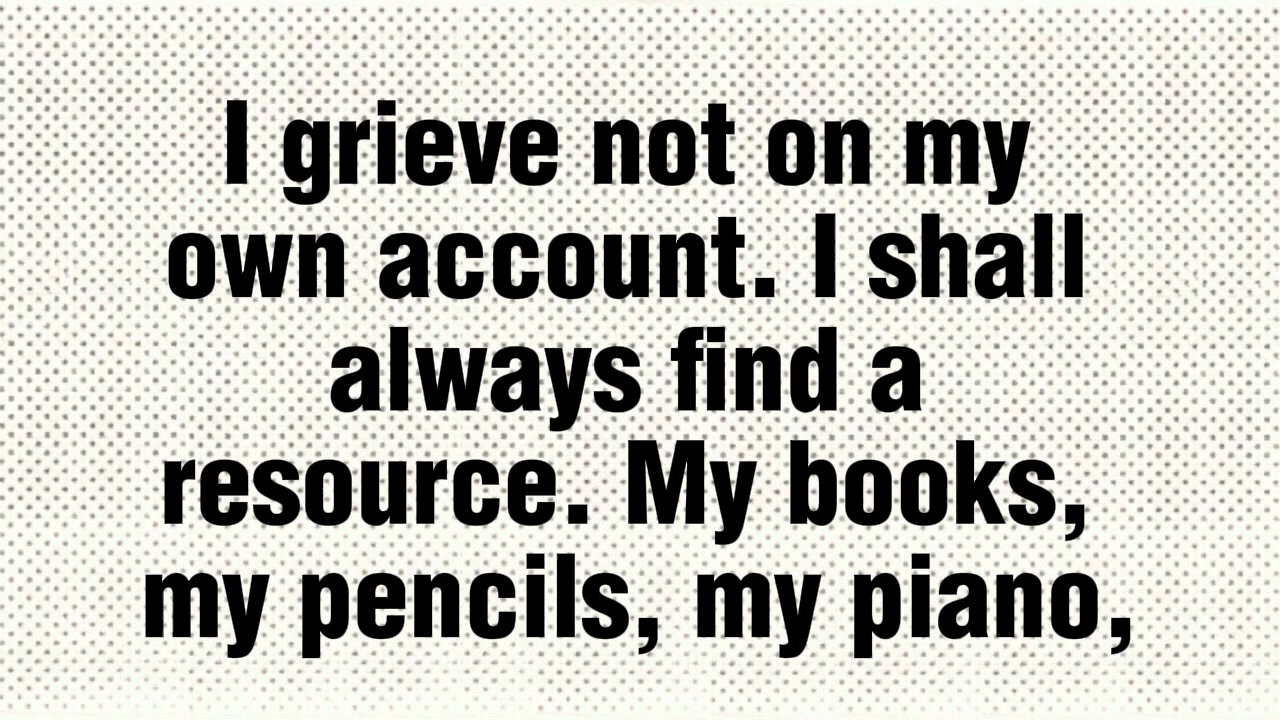 I grieve not on my
own account. I shall
always find a
resource. My books,
my pencils, my piano,